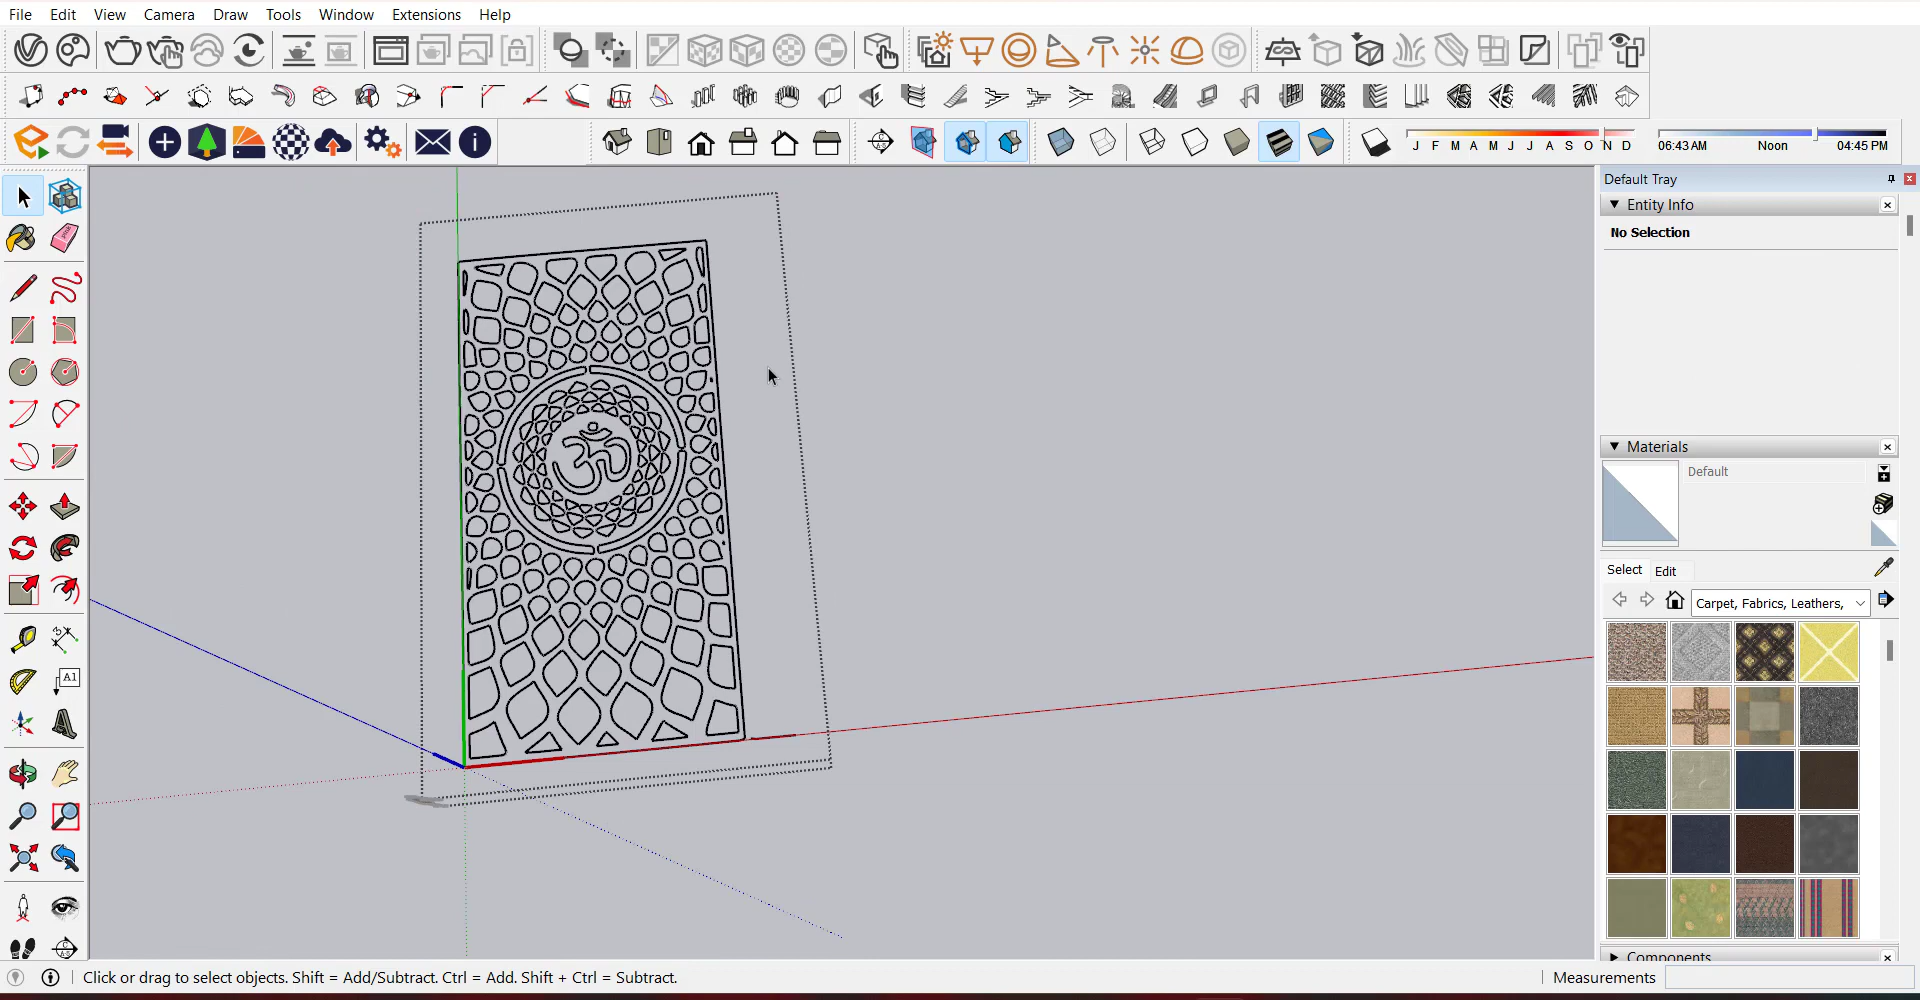 File Edit View Camera Draw Tools Window Extensions Help
J F M A M J J A S O N D
06:43 AM Noon 04:45 PM
Default Tray
Entity Info
No Selection
Materials
Default
Select Edit
Carpet, Fabrics, Leathers,
A1
ॐ
Components
Click or drag to select objects. Shift = Add/Subtract. Ctrl = Add. Shift + Ctrl = Subtract.
Measurements